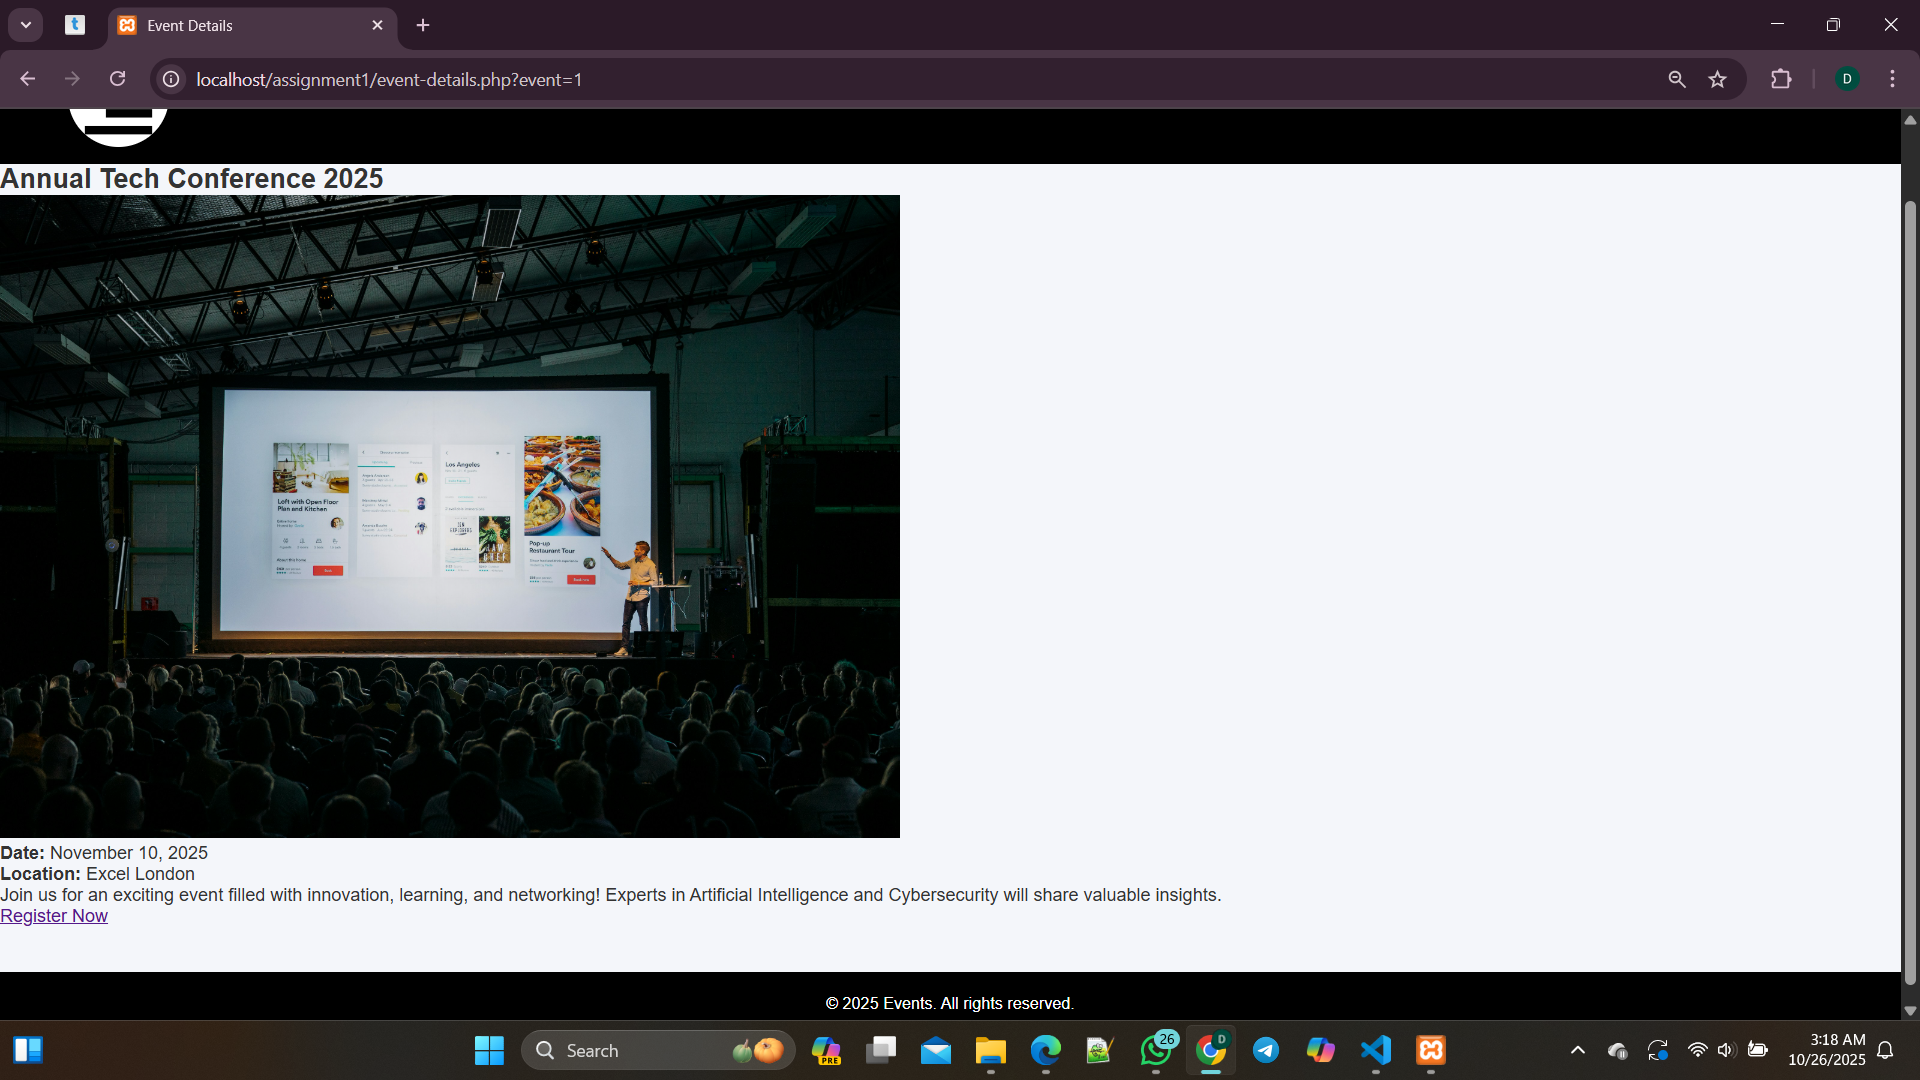 Event Details
localhost/assignment1/event-details.php?event=1
D
Annual Tech Conference 2025
Los Angeles
Loft with Open Floor
Plan and Kitchen
Pop-up
Restaurant Tour
Date: November 10, 2025
Location: Excel London
Join us for an exciting event filled with innovation, learning, and networking! Experts in Artificial Intelligence and Cybersecurity will share valuable insights.
Register Now
© 2025 Events. All rights reserved.
Search
PRE
26
D
3:18 AM
10/26/2025